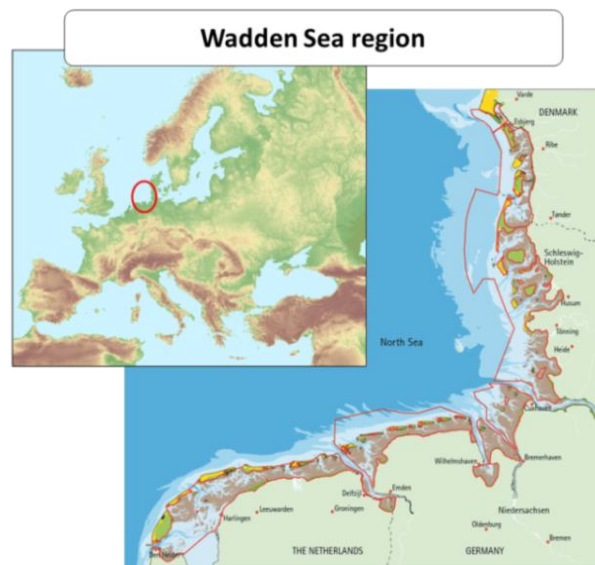 Wadden Sea region
Varde
DENMARK
Esbjerg
Ribe
Tønder
Schleswig-
Holstein
Husum
Tönning
Heide
North Sea
Cuxhaven
Wilhelmshaven
Bremerhaven
Emden
Delfzijl
Niedersachsen
Leeuwarden
Groningen
Harlingen
Oldenburg
Bremen
Den Helder
THE NETHERLANDS
GERMANY